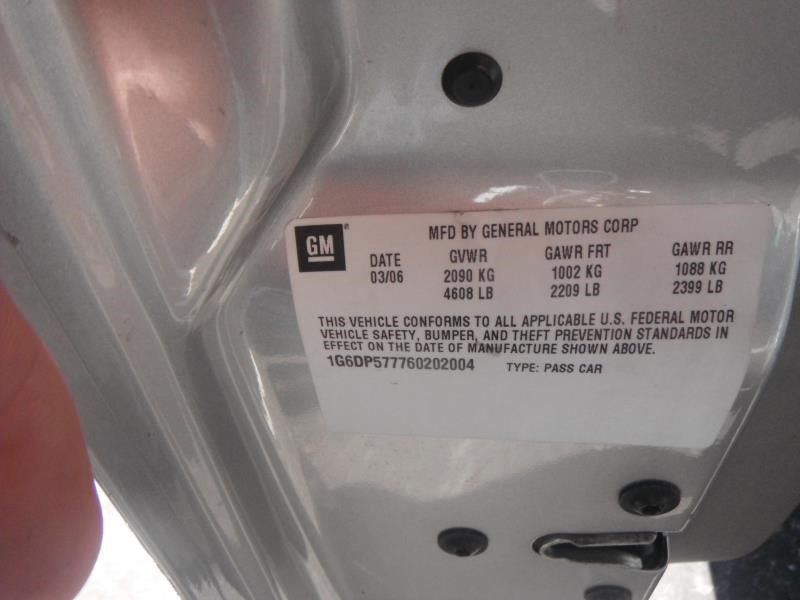 GM
MFD BY GENERAL MOTORS CORP
DATE GVWR GAWR FRT GAWR RR
03/06 2090 KG 1002 KG 1088 KG
4608 LB 2209 LB 2399 LB
THIS VEHICLE CONFORMS TO ALL APPLICABLE U.S. FEDERAL MOTOR
VEHICLE SAFETY, BUMPER, AND THEFT PREVENTION STANDARDS IN
EFFECT ON THE DATE OF MANUFACTURE SHOWN ABOVE.
1G6DP577760202004 TYPE: PASS CAR